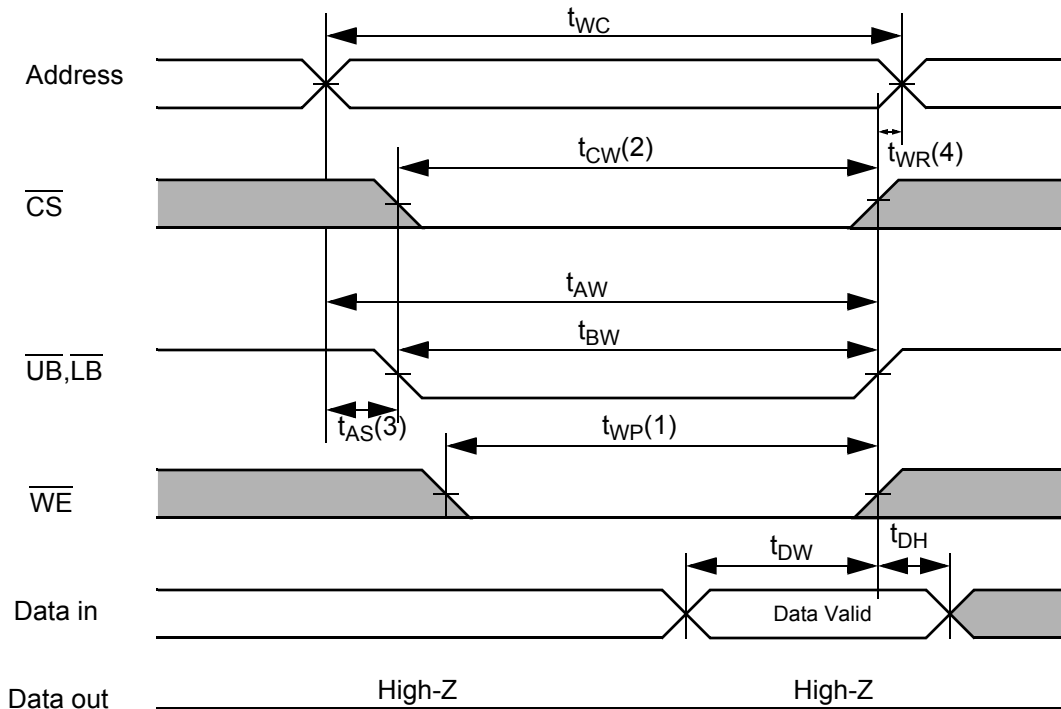 tWC
Address
tCW(2)
tWR(4)
CS
tAW
tBW
UB,LB
tAS(3)
tWP(1)
WE
tDW
tDH
Data in
Data Valid
Data out
High-Z
High-Z